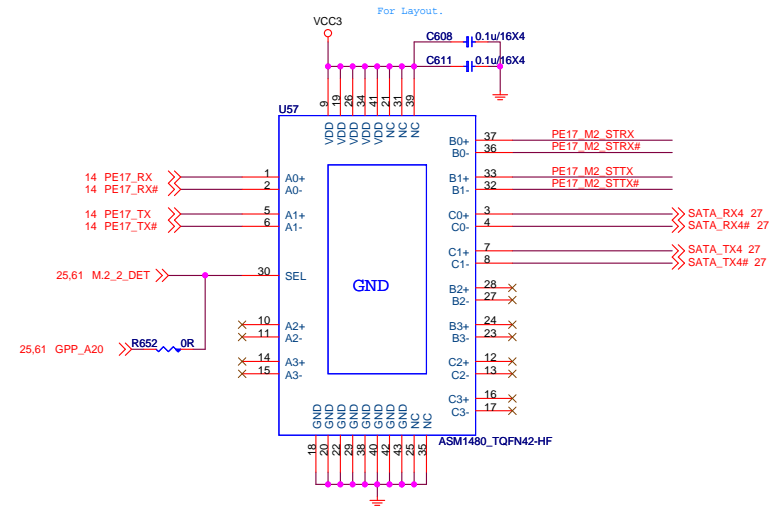 For Layout.
VCC3
C608 0.1u/16X4
C611 0.1u/16X4
9 19 26 34 41 21 31 39
U57
VDD VDD VDD VDD VDD NC NC NC
14 PE17_RX 1 A0+
14 PE17_RX# 2 A0-
14 PE17_TX 5 A1+
14 PE17_TX# 6 A1-
25,61 M.2_2_DET 30 SEL
GND
10 A2+
11 A2-
25,61 GPP_A20 R652 0R
14 A3+
15 A3-
B0+ 37 PE17_M2_STRX
B0- 36 PE17_M2_STRX#
B1+ 33 PE17_M2_STTX
B1- 32 PE17_M2_STTX#
C0+ 3 SATA_RX4 27
C0- 4 SATA_RX4# 27
C1+ 7 SATA_TX4 27
C1- 8 SATA_TX4# 27
B2+ 28
B2- 27
B3+ 24
B3- 23
C2+ 12
C2- 13
C3+ 16
C3- 17
GND GND GND GND GND GND GND GND NC NC
ASM1480_TQFN42-HF
18 20 22 29 38 40 42 43 25 35